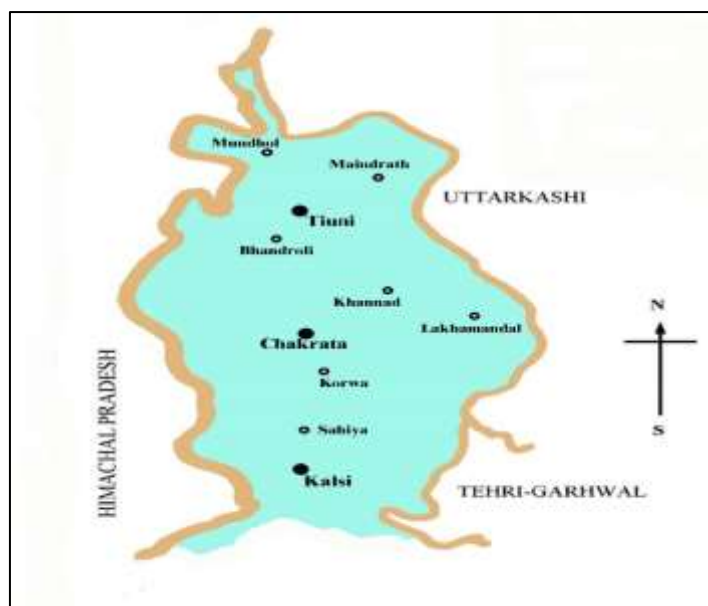 Mundhol
Maindrath
UTTARKASHI
Tiuni
Bhandroli
Khannad
Lakhamandal
N
Chakrata
Korwa
HIMACHAL PRADESH
Sahiya
S
Kalsi
TEHRI-GARHWAL